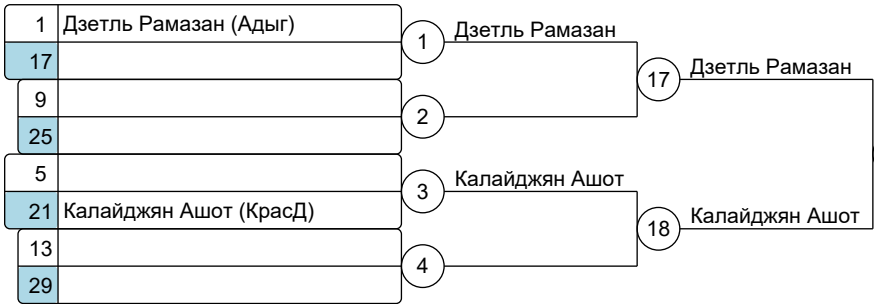 1 Дзетль Рамазан (Адыг)
17
9
25
5
21 Калайджян Ашот (КрасД)
13
29
1 Дзетль Рамазан
2
3 Калайджян Ашот
4
17 Дзетль Рамазан
18 Калайджян Ашот